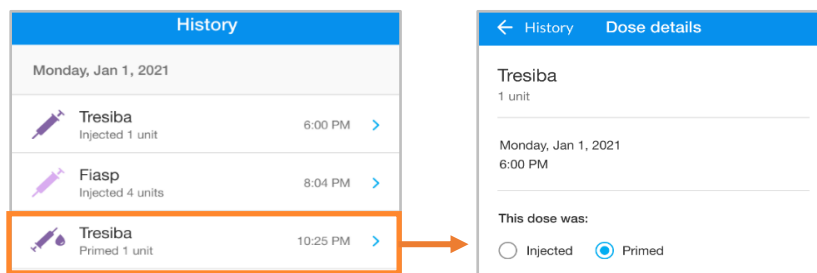 History
Monday, Jan 1, 2021
Tresiba
Injected 1 unit
6:00 PM
Fiasp
Injected 4 units
8:04 PM
Tresiba
Primed 1 unit
10:25 PM
History Dose details
Tresiba
1 unit
Monday, Jan 1, 2021
6:00 PM
This dose was:
Injected Primed